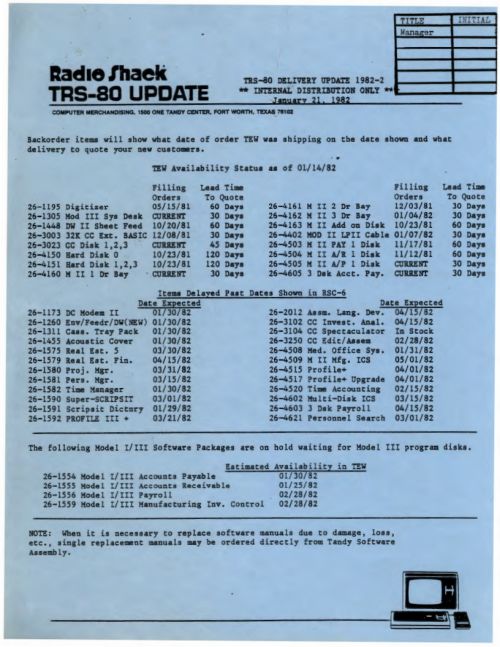 TITLE INITIAL
Manager
Radio Shack
TRS-80 UPDATE
TRS-80 DELIVERY UPDATE 1982-2
** INTERNAL DISTRIBUTION ONLY **
January 21, 1982
COMPUTER MERCHANDISING, 1500 ONE TANDY CENTER, FORT WORTH, TEXAS 76102
Backorder items will show what date of order TEW was shipping on the date shown and what
delivery to quote your new customers.
TEW Availability Status as of 01/14/82
Filling Lead Time Filling Lead Time
Orders To Quote Orders To Quote
26-1195 Digitizer 05/15/81 60 Days 26-4161 M II 2 Dr Bay 12/03/81 30 Days
26-1305 Mod III Sys Desk CURRENT 30 Days 26-4162 M II 3 Dr Bay 01/04/82 30 Days
26-1448 DW II Sheet Feed 10/20/81 60 Days 26-4163 M II Add on Disk 10/23/81 60 Days
26-3003 32K CC Ext. BASIC 12/08/81 30 Days 26-4402 MOD II LPII Cable 01/07/82 30 Days
26-3023 CC Disk 1,2,3 CURRENT 45 Days 26-4503 M II PAY 1 Disk 11/17/81 60 Days
26-4150 Hard Disk 0 10/23/81 120 Days 26-4504 M II A/R 1 Disk 11/12/81 60 Days
26-4151 Hard Disk 1,2,3 10/23/81 120 Days 26-4505 M II A/P 1 Disk CURRENT 30 Days
26-4160 M II 1 Dr Bay CURRENT 30 Days 26-4605 3 Dsk Acct. Pay. CURRENT 30 Days
Items Delayed Past Dates Shown in RSC-6
Date Expected Date Expected
26-1173 DC Modem II 01/30/82 26-2012 Assm. Lang. Dev. 04/15/82
26-1260 Env/Feedr/DW(NEW) 01/30/82 26-3102 CC Invest. Anal. 04/15/82
26-1311 Cass. Tray Pack 01/30/82 26-3104 CC Spectaculator In Stock
26-1455 Acoustic Cover 01/30/82 26-3250 CC Edit/Assem 02/28/82
26-1575 Real Est. 5 03/30/82 26-4508 Med. Office Sys. 01/31/82
26-1579 Real Est. Fin. 04/15/82 26-4509 M II Mfg. ICS 05/01/82
26-1580 Proj. Mgr. 03/31/82 26-4515 Profile+ 04/01/82
26-1581 Pers. Mgr. 03/15/82 26-4517 Profile+ Upgrade 04/01/82
26-1582 Time Manager 01/30/82 26-4520 Time Accounting 02/15/82
26-1590 Super-SCRIPSIT 03/01/82 26-4602 Multi-Disk ICS 03/15/82
26-1591 Scripsit Dictnry 01/29/82 26-4603 3 Dsk Payroll 04/15/82
26-1592 PROFILE III + 03/21/82 26-4621 Personnel Search 03/01/82
The following Model I/III Software Packages are on hold waiting for Model III program disks.
Estimated Availability in TEW
26-1554 Model I/III Accounts Payable 01/30/82
26-1555 Model I/III Accounts Receivable 01/25/82
26-1556 Model I/III Payroll 02/28/82
26-1559 Model I/III Manufacturing Inv. Control 02/28/82
NOTE: When it is necessary to replace software manuals due to damage, loss,
etc., single replacement manuals may be ordered directly from Tandy Software
Assembly.